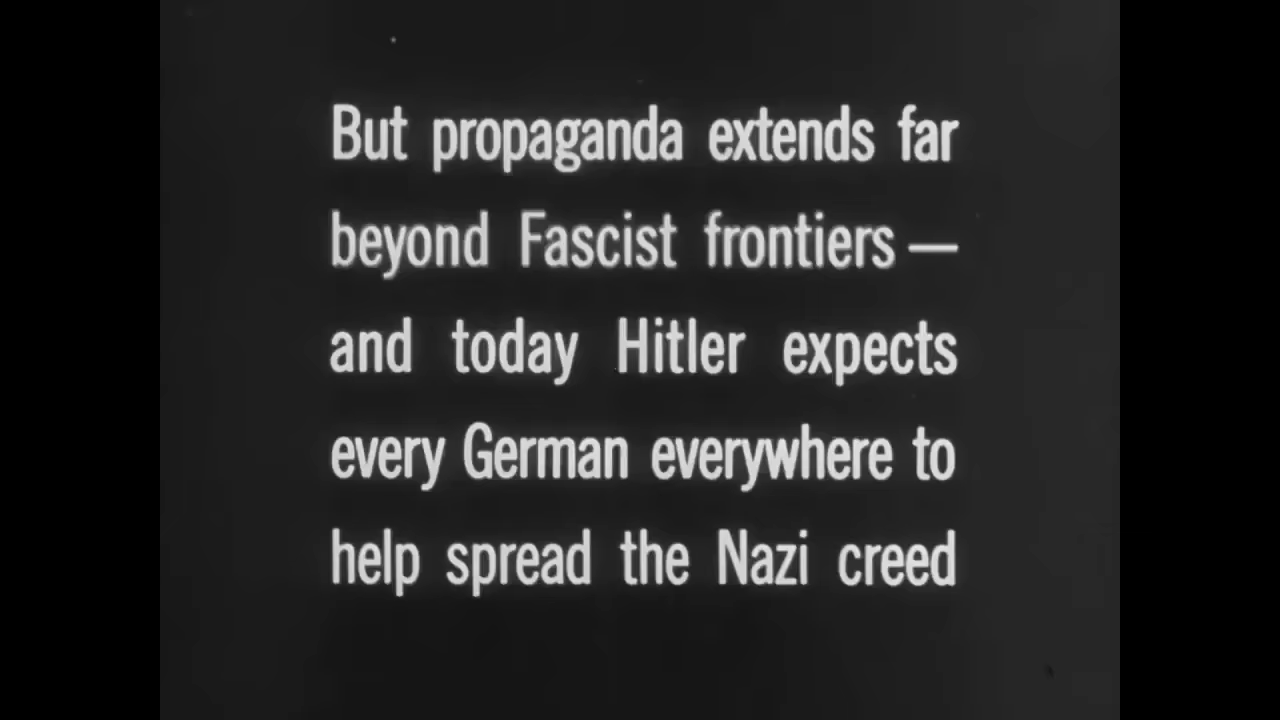 But propaganda extends far
beyond Fascist frontiers —
and today Hitler expects
every German everywhere to
help spread the Nazi creed